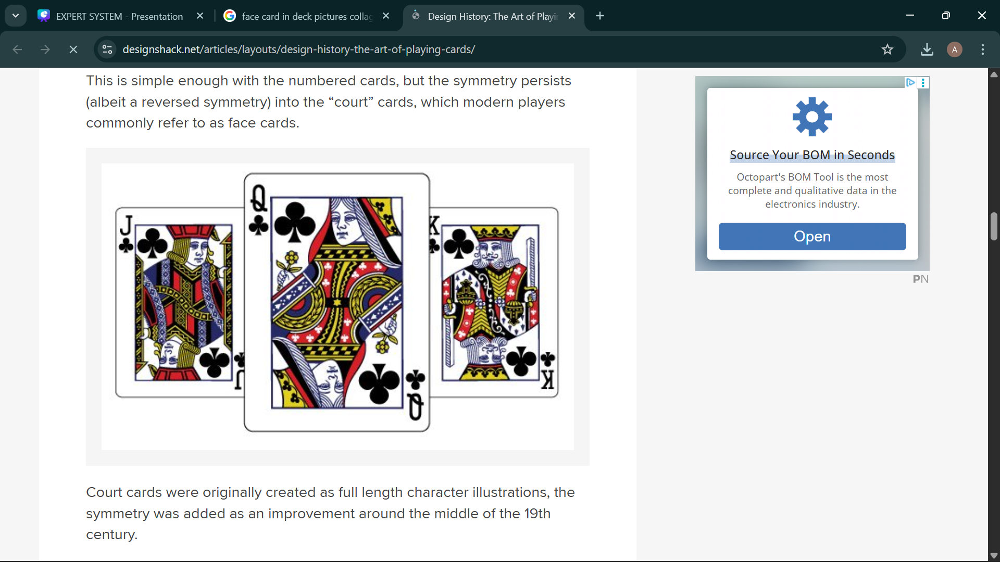 EXPERT SYSTEM - Presentation
face card in deck pictures colla
Design History: The Art of Playi
designshack.net/articles/layouts/design-history-the-art-of-playing-cards/
A
This is simple enough with the numbered cards, but the symmetry persists
(albeit a reversed symmetry) into the “court” cards, which modern players
commonly refer to as face cards.
J
Q
K
J
Q
K
Court cards were originally created as full length character illustrations, the
symmetry was added as an improvement around the middle of the 19th
century.
Source Your BOM in Seconds
Octopart's BOM Tool is the most
complete and qualitative data in the
electronics industry.
Open
PN